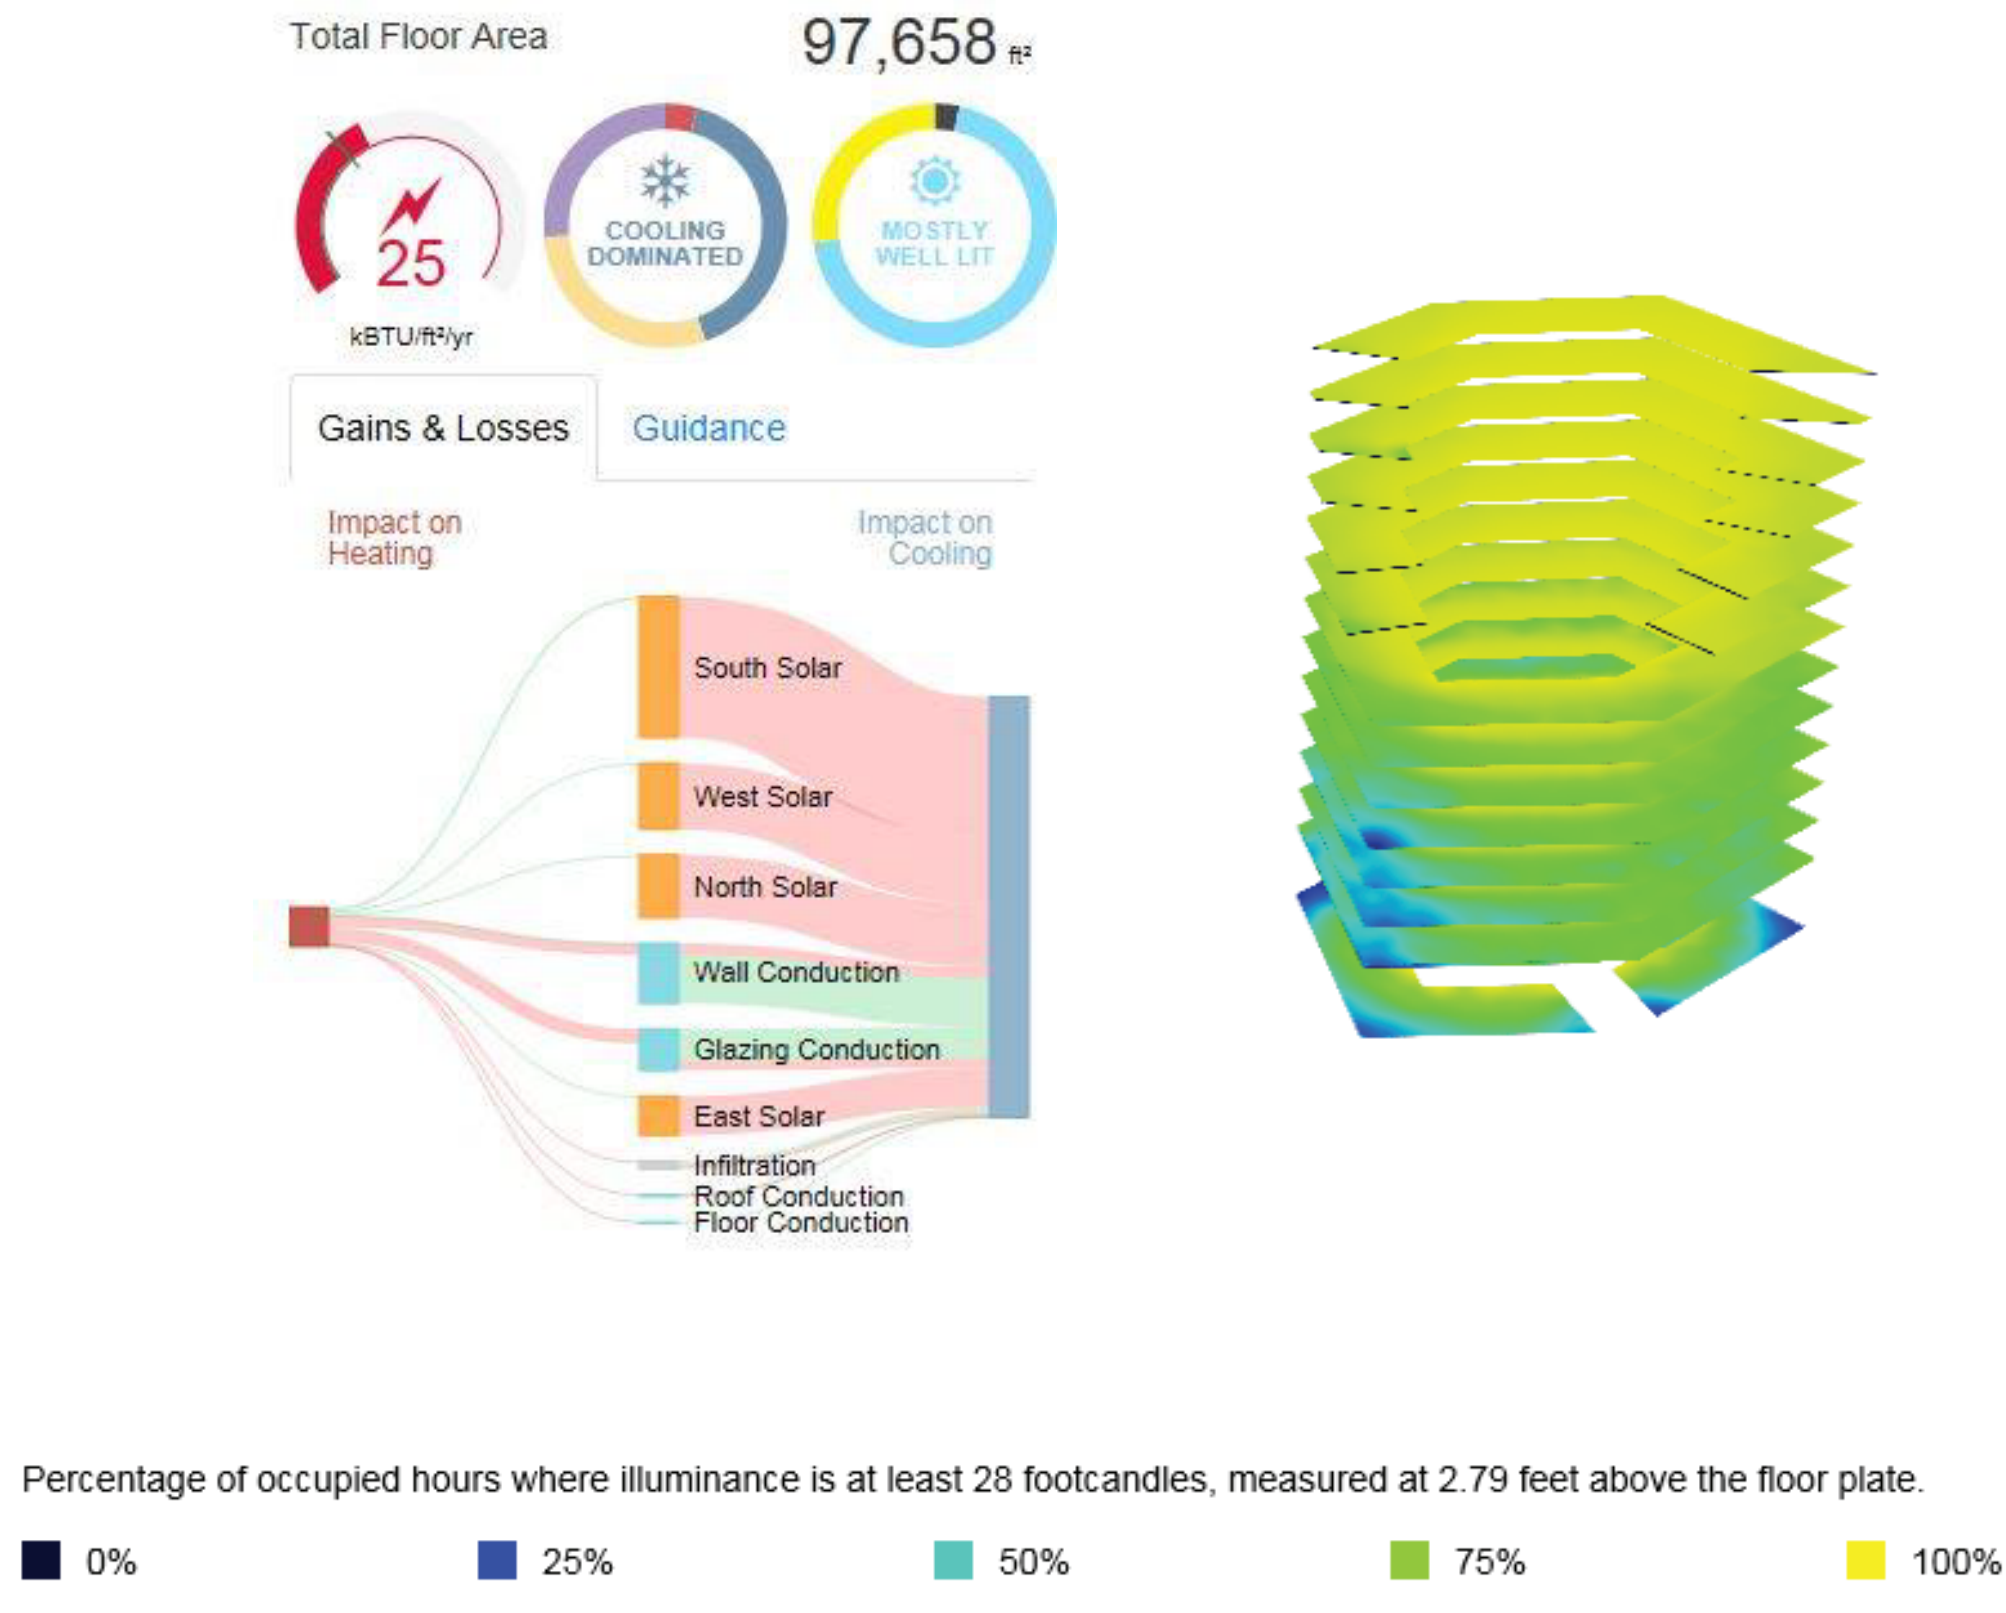 Total Floor Area
97,658 ft²
25
kBTU/ft²/yr
COOLING
DOMINATED
MOSTLY
WELL LIT
Gains & Losses
Guidance
Impact on
Heating
Impact on
Cooling
South Solar
West Solar
North Solar
Wall Conduction
Glazing Conduction
East Solar
Infiltration
Roof Conduction
Floor Conduction
Percentage of occupied hours where illuminance is at least 28 footcandles, measured at 2.79 feet above the floor plate.
0%
25%
50%
75%
100%